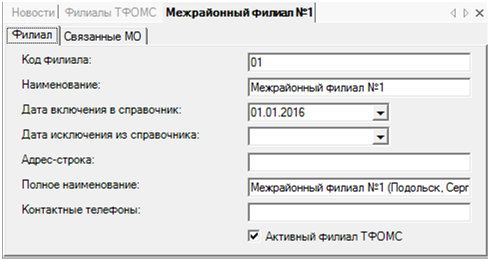 Новости Филиалы ТФОМС Межрайонный филиал №1
Филиал Связанные МО
Код филиала: 01
Наименование: Межрайонный филиал №1
Дата включения в справочник: 01.01.2016
Дата исключения из справочника:
Адрес-строка:
Полное наименование: Межрайонный филиал №1 (Подольск, Серг
Контактные телефоны:
Активный филиал ТФОМС